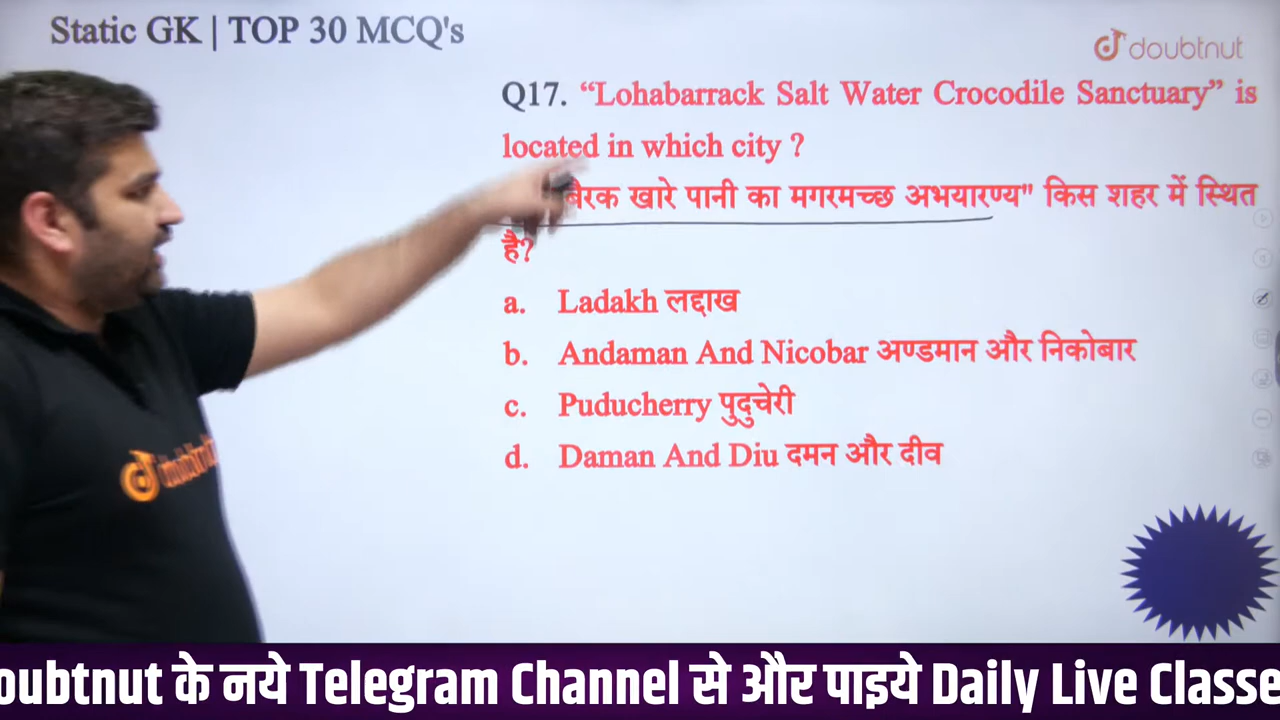 Static GK | TOP 30 MCQ's
doubtnut
Q17. “Lohabarrack Salt Water Crocodile Sanctuary” is
located in which city ?
खारे पानी का मगरमच्छ अभयारण्य" किस शहर में स्थित
है?
a. Ladakh लद्दाख
b. Andaman And Nicobar अण्डमान और निकोबार
c. Puducherry पुदुचेरी
d. Daman And Diu दमन और दीव
oubtnut के नये Telegram Channel से और पाइये Daily Live Classe